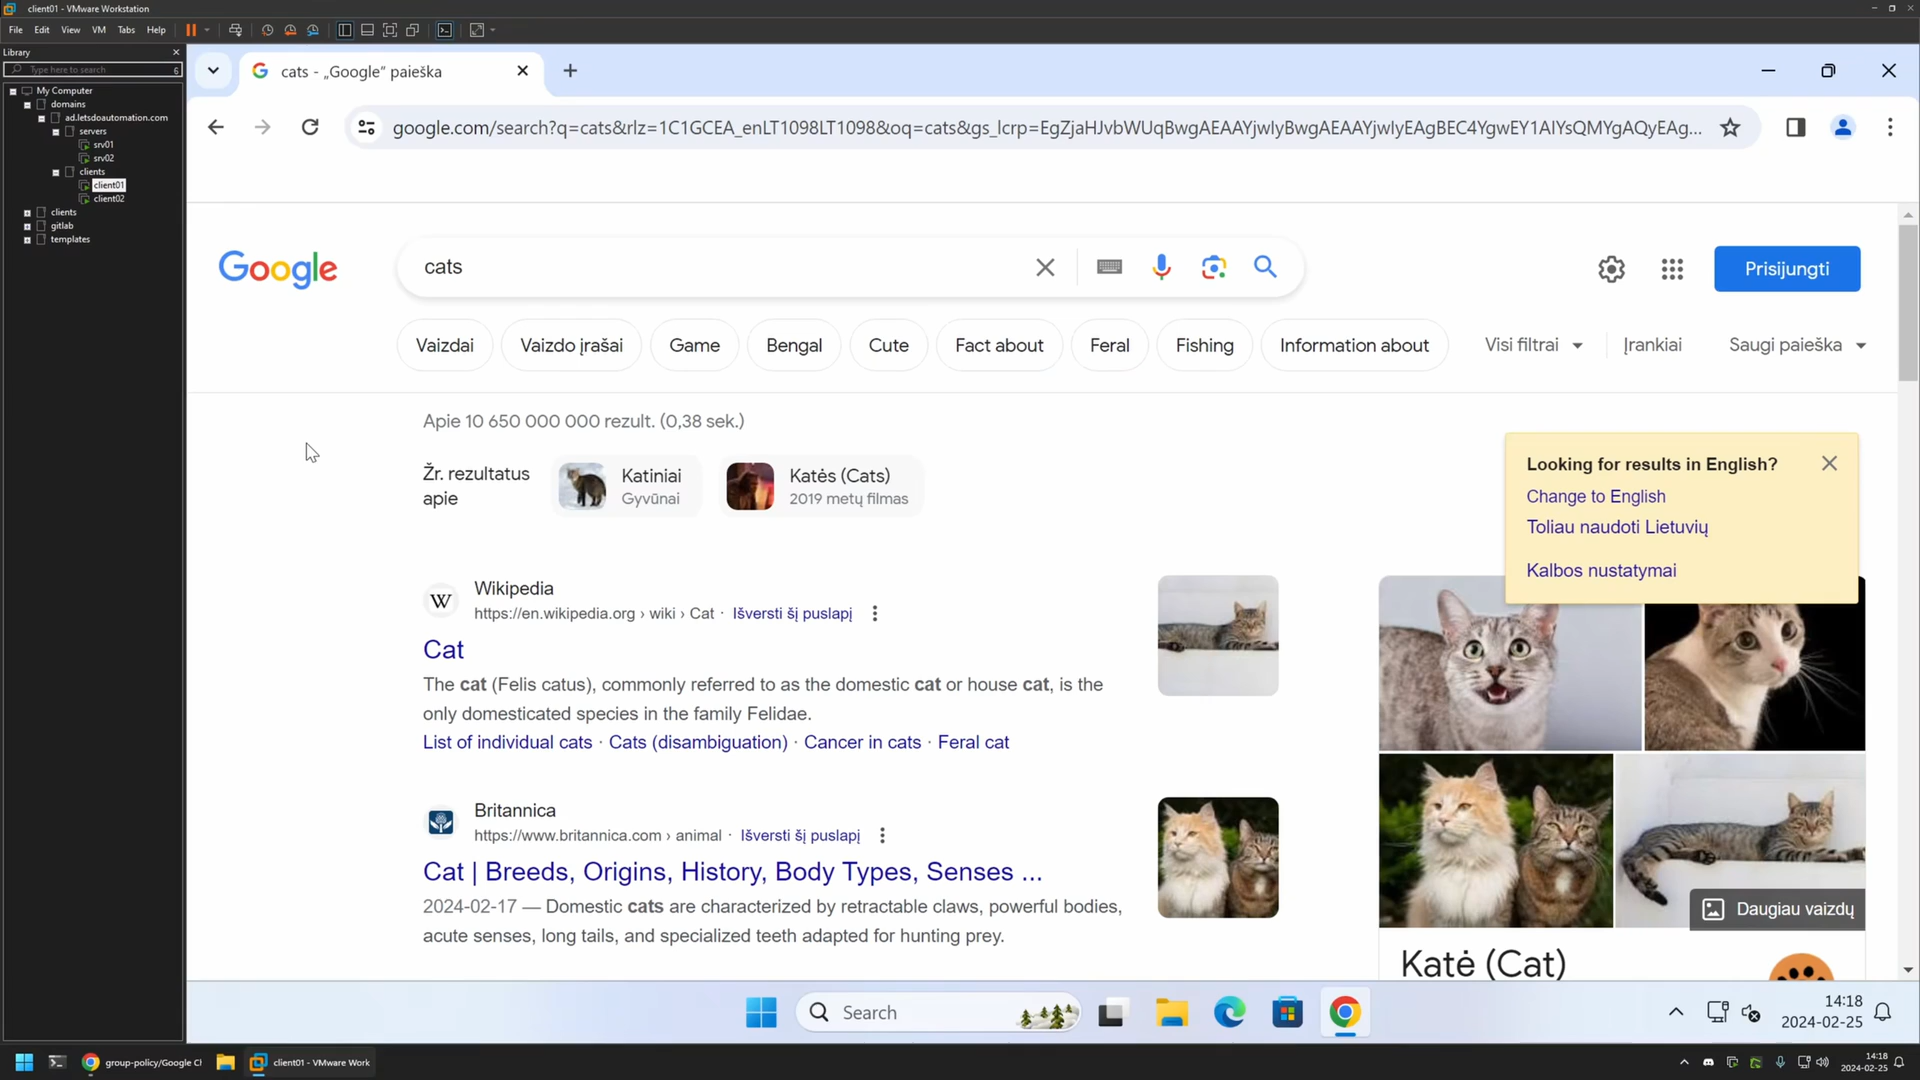 client01 - VMware Workstation
File Edit View VM Tabs Help
Library
Type here to search
My Computer
domains
ad.letsdoautomation.com
servers
srv01
srv02
clients
client01
client02
clients
gitlab
templates
cats - „Google“ paieška
google.com/search?q=cats&rlz=1C1GCEA_enLT1098LT1098&oq=cats&gs_lcrp=EgZjaHJvbWUqBwgAEAAYjwIyBwgAEAAYjwIyEAgBEC4YgwEY1AIYsQMYgAQyEAg...
Google
cats
Prisijungti
Vaizdai
Vaizdo įrašai
Game
Bengal
Cute
Fact about
Feral
Fishing
Information about
Visi filtrai
Įrankiai
Saugi paieška
Apie 10 650 000 000 rezult. (0,38 sek.)
Žr. rezultatus
apie
Katiniai
Gyvūnai
Katės (Cats)
2019 metų filmas
Looking for results in English?
Change to English
Toliau naudoti Lietuvių
Kalbos nustatymai
W
Wikipedia
https://en.wikipedia.org › wiki › Cat · Išversti šį puslapį
Cat
The cat (Felis catus), commonly referred to as the domestic cat or house cat, is the
only domesticated species in the family Felidae.
List of individual cats · Cats (disambiguation) · Cancer in cats · Feral cat
Britannica
https://www.britannica.com › animal · Išversti šį puslapį
Cat | Breeds, Origins, History, Body Types, Senses ...
2024-02-17 — Domestic cats are characterized by retractable claws, powerful bodies,
acute senses, long tails, and specialized teeth adapted for hunting prey.
Daugiau vaizdų
Katė (Cat)
Search
14:18
2024-02-25
group-policy/Google Cl
client01 - VMware Work
14:18
2024-02-25